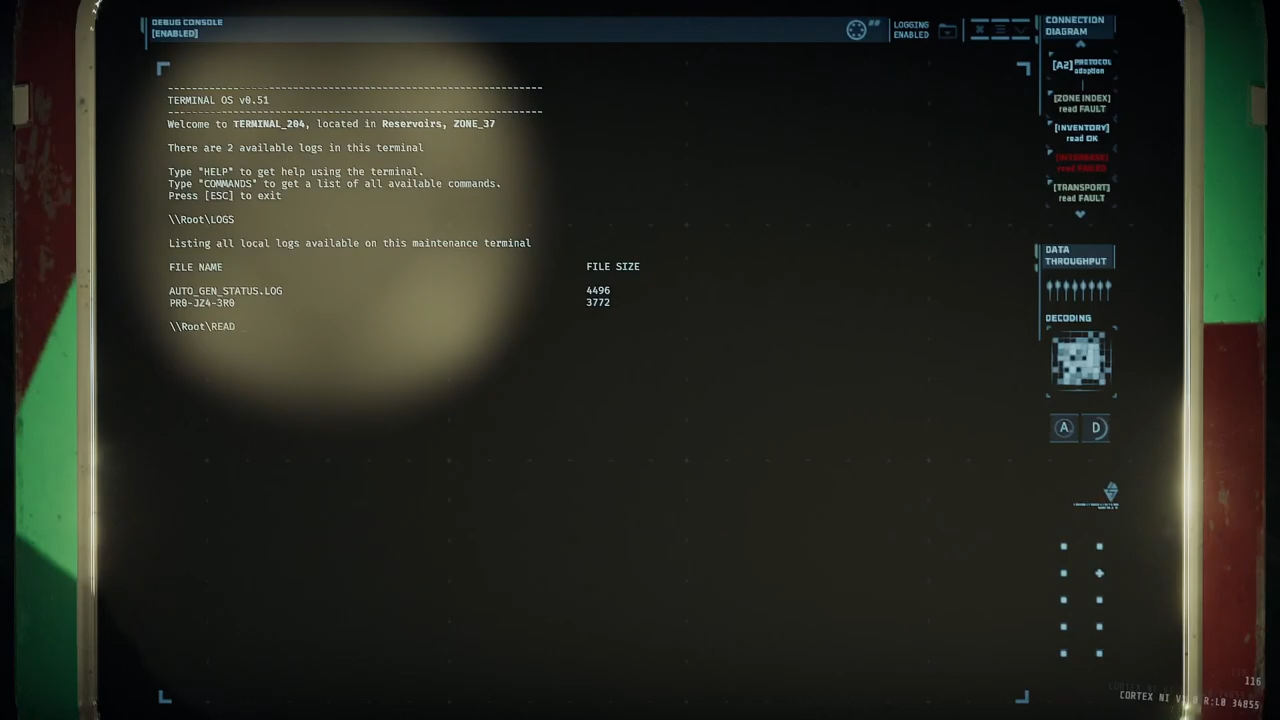 DEBUG CONSOLE
[ENABLED]
LOGGING
ENABLED
------------------------------------------------------------
TERMINAL OS v0.51
------------------------------------------------------------
Welcome to TERMINAL_204, located in Reservoirs, ZONE_37
There are 2 available logs in this terminal
Type "HELP" to get help using the terminal.
Type "COMMANDS" to get a list of all available commands.
Press [ESC] to exit
\\Root\LOGS
Listing all local logs available on this maintenance terminal
FILE NAME FILE SIZE
AUTO_GEN_STATUS.LOG 4496
PR0-JZ4-3R0 3772
\\Root\READ _
CONNECTION
DIAGRAM
[A2] PROTOCOL
adoption
[ZONE INDEX]
read FAULT
[INVENTORY]
read OK
read FAILED
[TRANSPORT]
read FAULT
DATA
THROUGHPUT
DECODING
A D
116